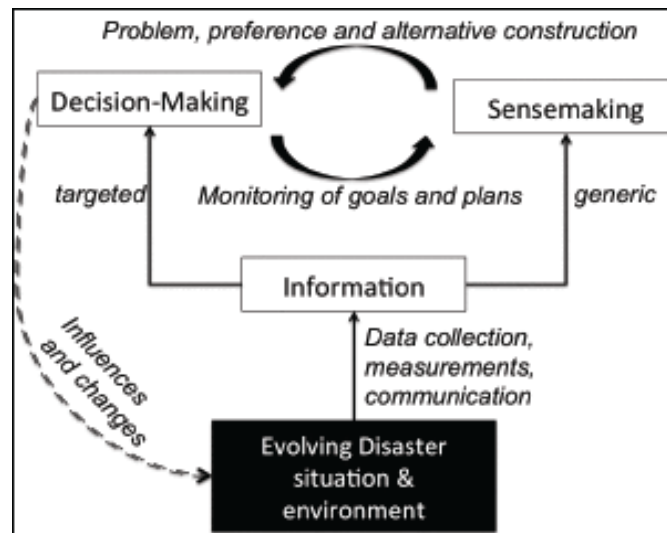 Problem, preference and alternative construction
Decision-Making
Sensemaking
targeted
Monitoring of goals and plans
generic
Information
Influences
and changes
Data collection,
measurements,
communication
Evolving Disaster
situation &
environment